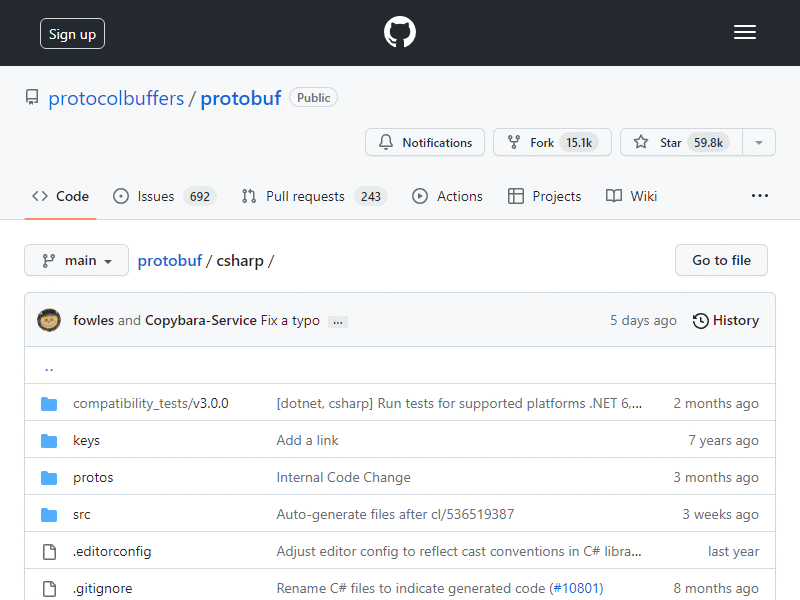 Sign up
protocolbuffers / protobuf Public
Notifications Fork 15.1k Star 59.8k
Code Issues 692 Pull requests 243 Actions Projects Wiki ...
main protobuf / csharp / Go to file
fowles and Copybara-Service Fix a typo ... 5 days ago History
..
compatibility_tests/v3.0.0 [dotnet, csharp] Run tests for supported platforms .NET 6,... 2 months ago
keys Add a link 7 years ago
protos Internal Code Change 3 months ago
src Auto-generate files after cl/536519387 3 weeks ago
.editorconfig Adjust editor config to reflect cast conventions in C# libra... last year
.gitignore Rename C# files to indicate generated code (#10801) 8 months ago